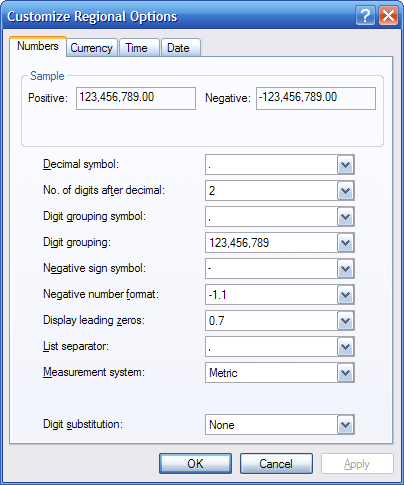 Customize Regional Options
Numbers Currency Time Date
Sample
Positive: 123,456,789.00 Negative: -123,456,789.00
Decimal symbol: .
No. of digits after decimal: 2
Digit grouping symbol: ,
Digit grouping: 123,456,789
Negative sign symbol: -
Negative number format: -1.1
Display leading zeros: 0.7
List separator: ,
Measurement system: Metric
Digit substitution: None
OK Cancel Apply